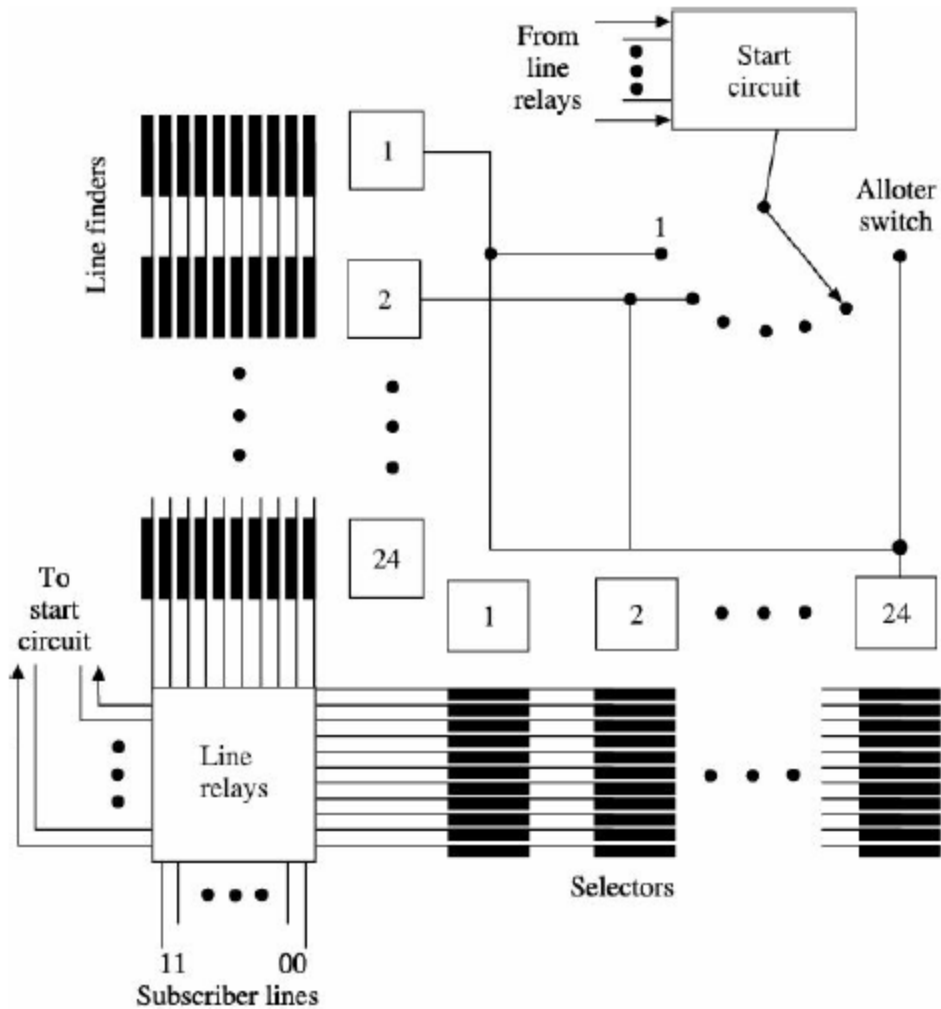 From
line
relays
Start
circuit
Alloter
switch
Line finders
1
1
2
24
To
start
circuit
1
2
24
Line
relays
Selectors
11
00
Subscriber lines